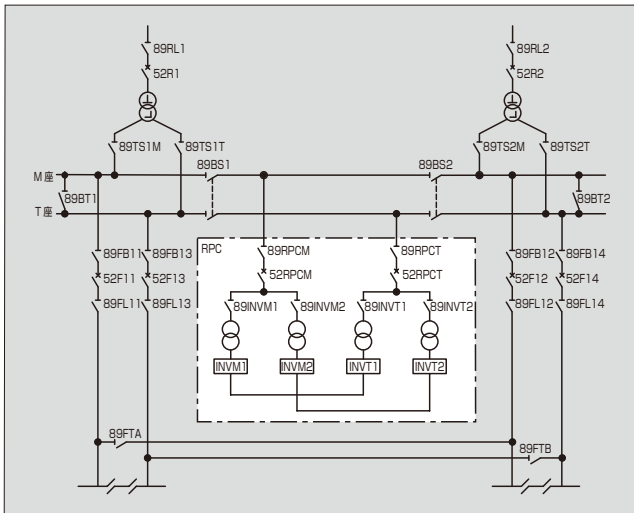 89RL1 89RL2
52R1 52R2
89TS1M 89TS1T 89TS2M 89TS2T
89BS1 89BS2
M座
89BT1 89BT2
T座
RPC
89FB11 89FB13 89RPCM 89RPCT 89FB12 89FB14
52F11 52F13 52RPCM 52RPCT 52F12 52F14
89FL11 89FL13 89INVM1 89INVM2 89INVT1 89INVT2 89FL12 89FL14
INVM1 INVM2 INVT1 INVT2
89FTA
89FTB